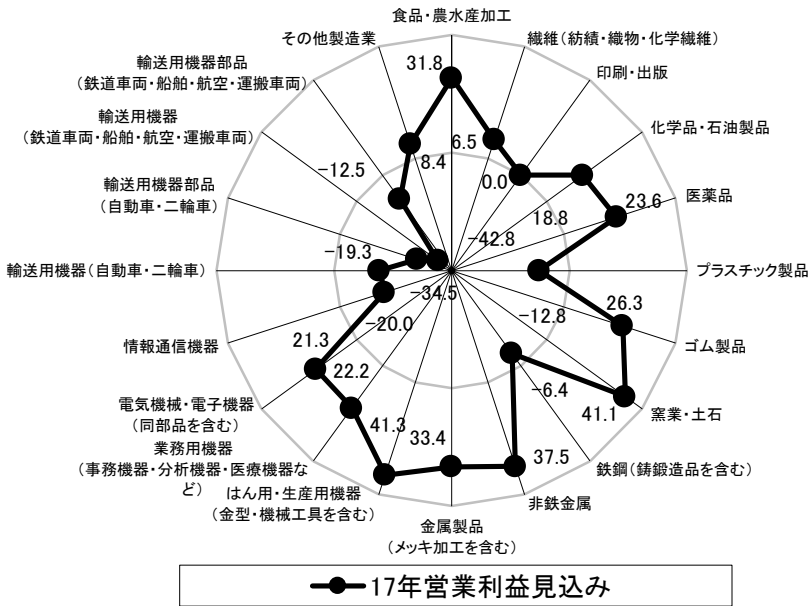 食品・農水産加工
繊維（紡績・織物・化学繊維）
印刷・出版
化学品・石油製品
医薬品
プラスチック製品
ゴム製品
窯業・土石
鉄鋼（鋳鍛造品を含む）
非鉄金属
金属製品
（メッキ加工を含む）
はん用・生産用機器
（金型・機械工具を含む）
業務用機器
（事務機器・分析機器・医療機器な
ど）
電気機械・電子機器
（同部品を含む）
情報通信機器
輸送用機器（自動車・二輪車）
輸送用機器部品
（自動車・二輪車）
輸送用機器
（鉄道車両・船舶・航空・運搬車両）
輸送用機器部品
（鉄道車両・船舶・航空・運搬車両）
その他製造業
31.8
6.5
0.0
18.8
23.6
-12.8
26.3
41.1
-6.4
37.5
33.4
41.3
22.2
21.3
-20.0
-19.3
-34.5
-42.8
-12.5
8.4
17年営業利益見込み